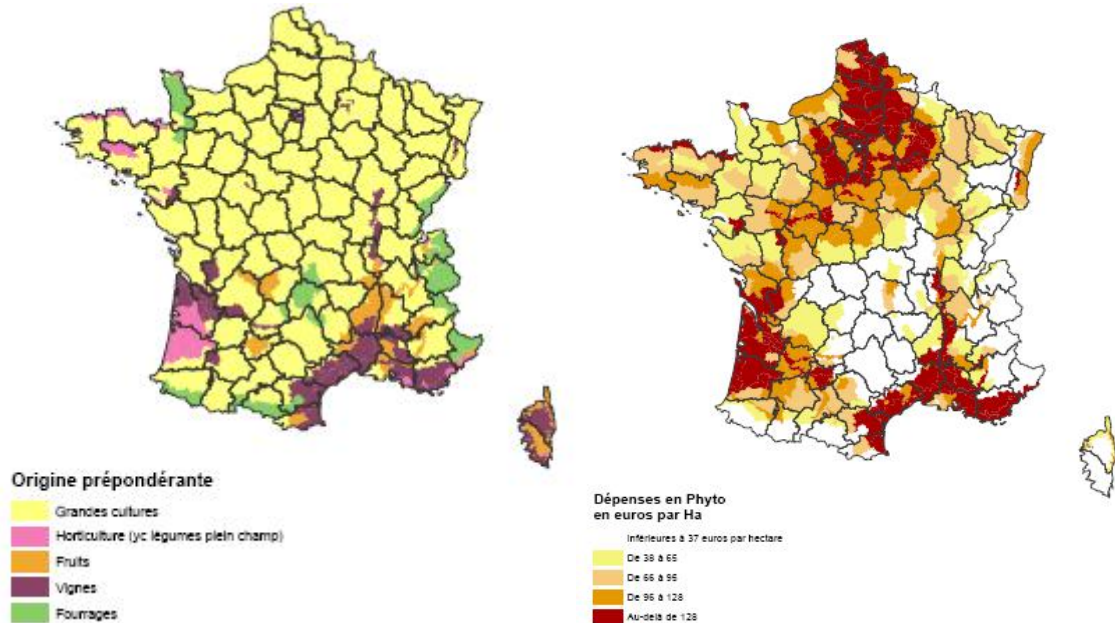 Origine prépondérante
Grandes cultures
Horticulture (yc légumes plein champ)
Fruits
Vignes
Fourrages
Dépenses en Phyto
en euros par Ha
Inférieures à 37 euros par hectare
De 38 à 65
De 66 à 95
De 96 à 128
Au-delà de 128